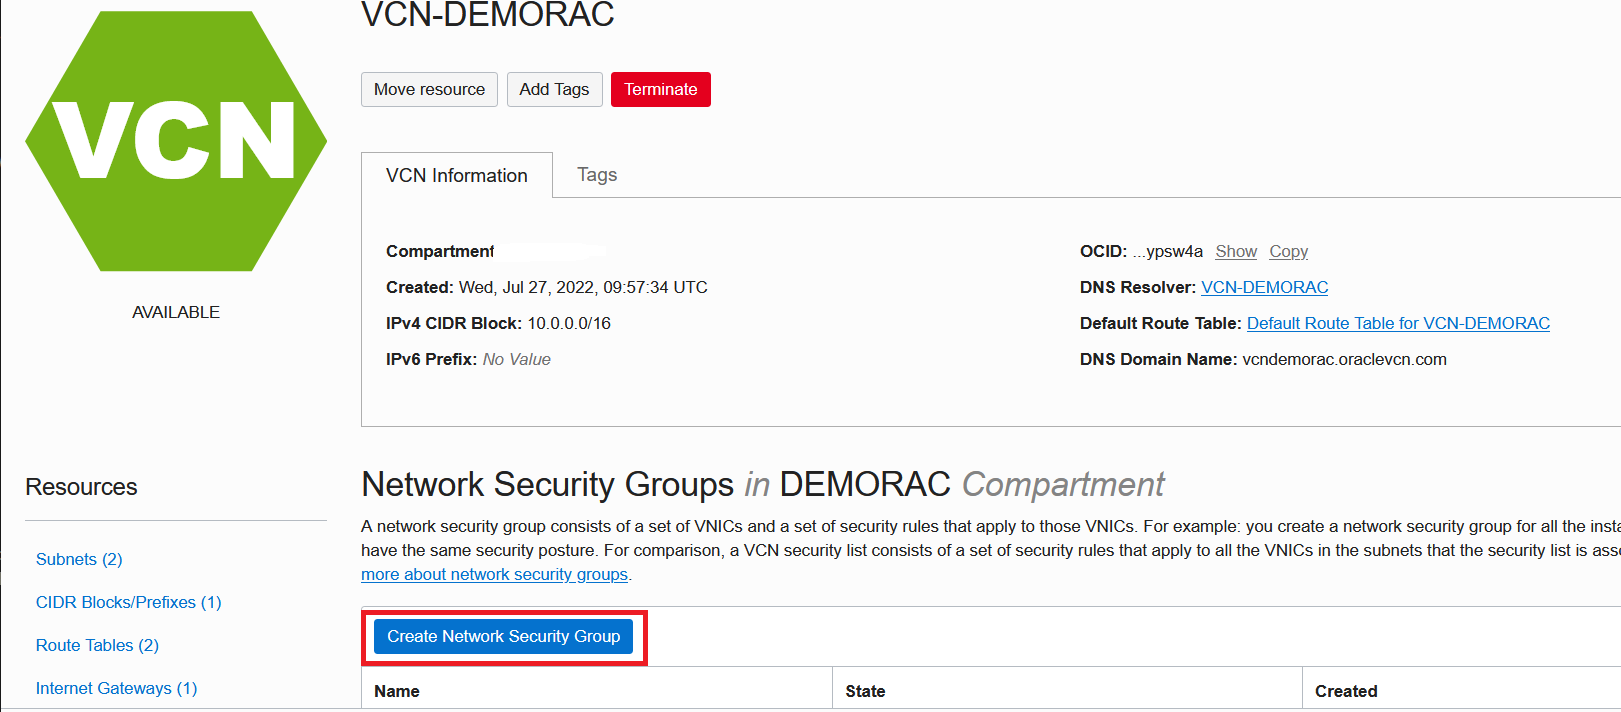 VCN-DEMORAC
VCN
Move resource Add Tags Terminate
VCN Information Tags
AVAILABLE
Compartment
Created: Wed, Jul 27, 2022, 09:57:34 UTC
IPv4 CIDR Block: 10.0.0.0/16
IPv6 Prefix: No Value
OCID: ...ypsw4a Show Copy
DNS Resolver: VCN-DEMORAC
Default Route Table: Default Route Table for VCN-DEMORAC
DNS Domain Name: vcndemorac.oraclevcn.com
Resources
Subnets (2)
CIDR Blocks/Prefixes (1)
Route Tables (2)
Internet Gateways (1)
Network Security Groups in DEMORAC Compartment
A network security group consists of a set of VNICs and a set of security rules that apply to those VNICs. For example: you create a network security group for all the
have the same security posture. For comparison, a VCN security list consists of a set of security rules that apply to all the VNICs in the subnets that the security list is
more about network security groups.
Create Network Security Group
Name State Created